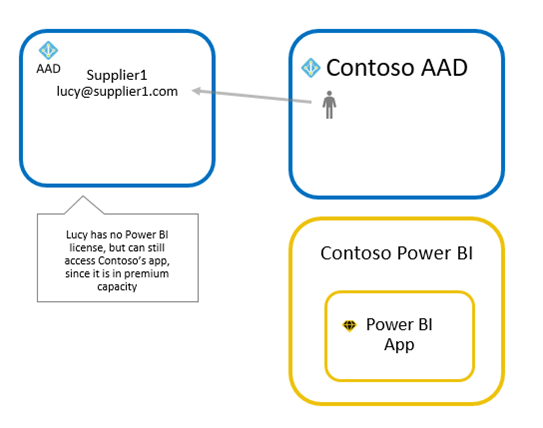 AAD
Supplier1
lucy@supplier1.com
Contoso AAD
Lucy has no Power BI
license, but can still
access Contoso's app,
since it is in premium
capacity
Contoso Power BI
Power BI
App